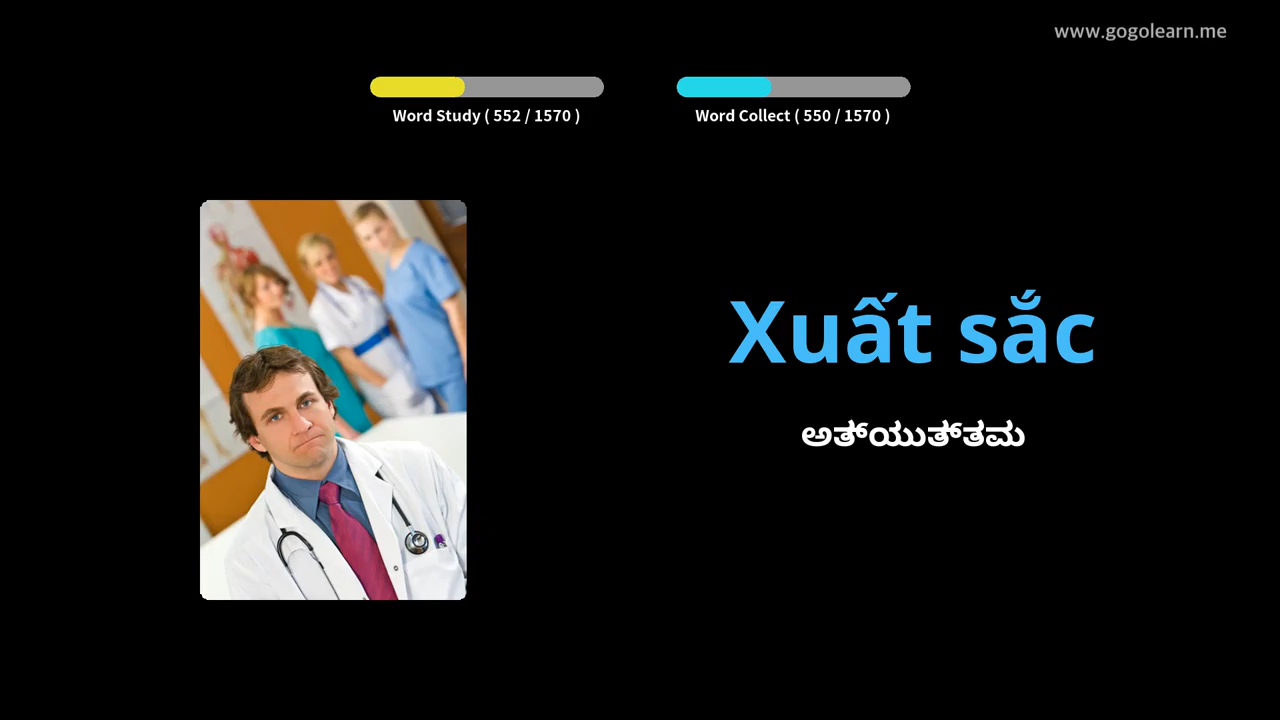 www.gogolearn.me
Word Study ( 552 / 1570 )
Word Collect ( 550 / 1570 )
Xuất sắc
ಅತ್ಯುತ್ತಮ